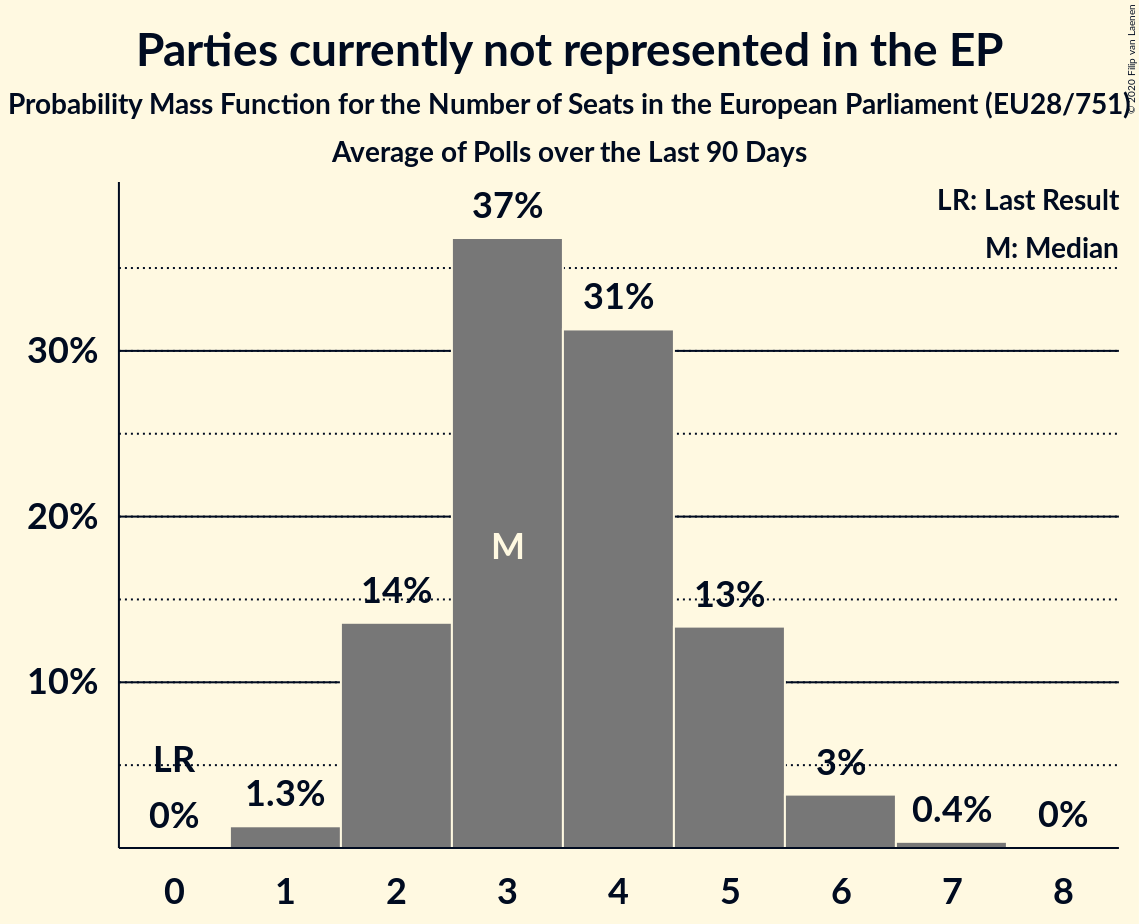 Parties currently not represented in the EP
Probability Mass Function for the Number of Seats in the European Parliament (EU28/751)
Average of Polls over the Last 90 Days
© 2020 Filip van Laenen
LR: Last Result
M: Median
37%
31%
30%
20%
M
14%
13%
10%
LR
3%
1.3%
0%
0.4%
0%
0 1 2 3 4 5 6 7 8